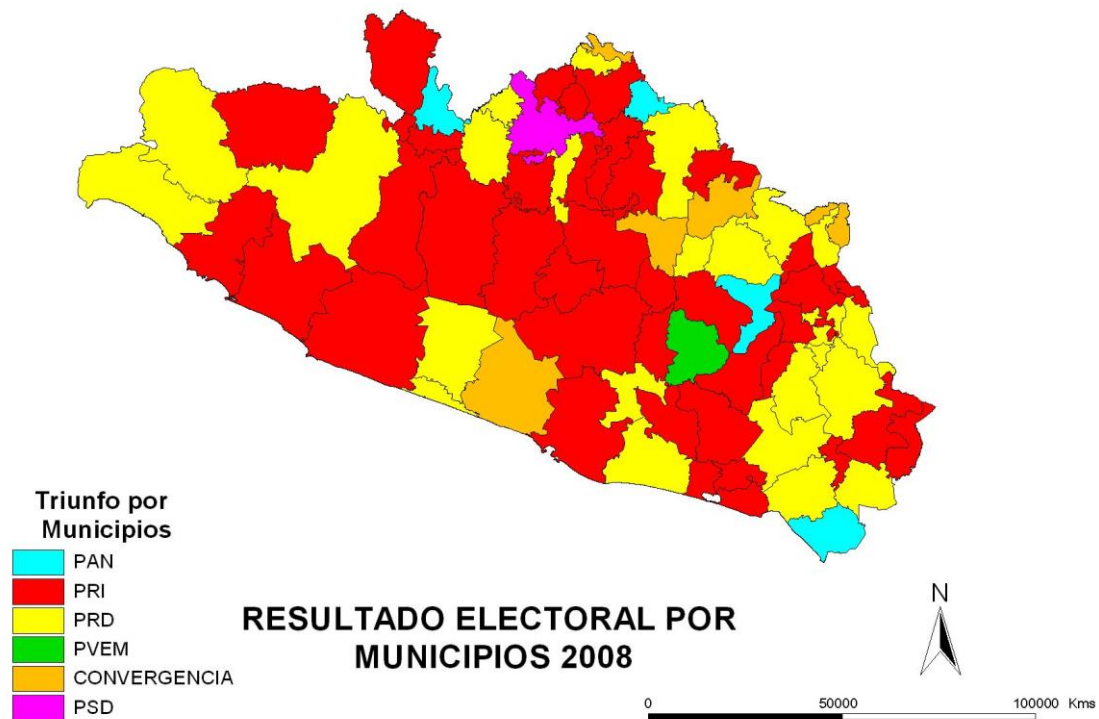 Triunfo por
Municipios
PAN
PRI
PRD
PVEM
CONVERGENCIA
PSD
RESULTADO ELECTORAL POR
MUNICIPIOS 2008
N
0 50000 100000 Kms